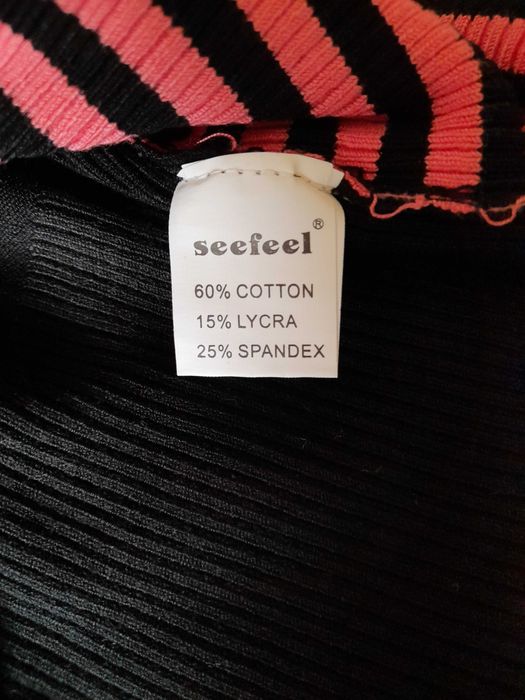 seefeel®
60% COTTON
15% LYCRA
25% SPANDEX